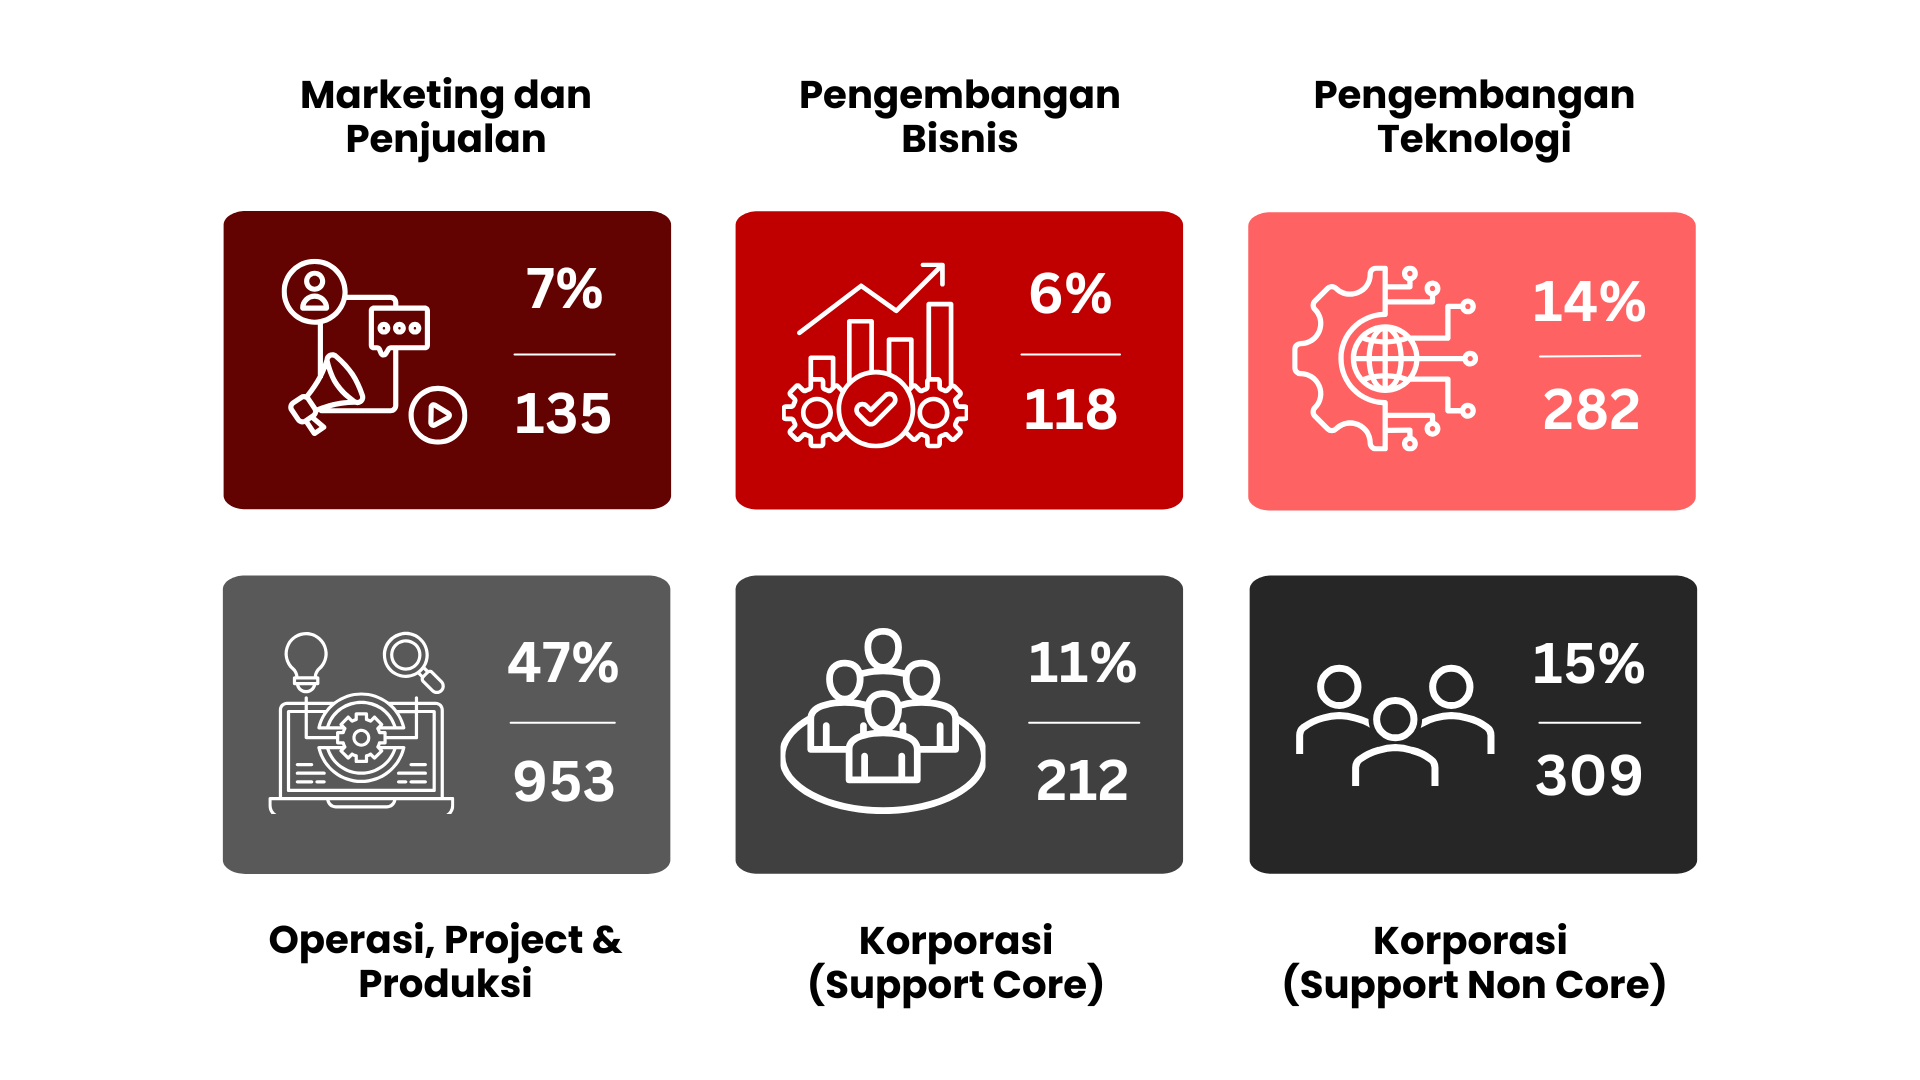 Marketing dan
Penjualan
Pengembangan
Bisnis
Pengembangan
Teknologi
7%
135
6%
118
14%
282
47%
953
11%
212
15%
309
Operasi, Project &
Produksi
Korporasi
(Support Core)
Korporasi
(Support Non Core)